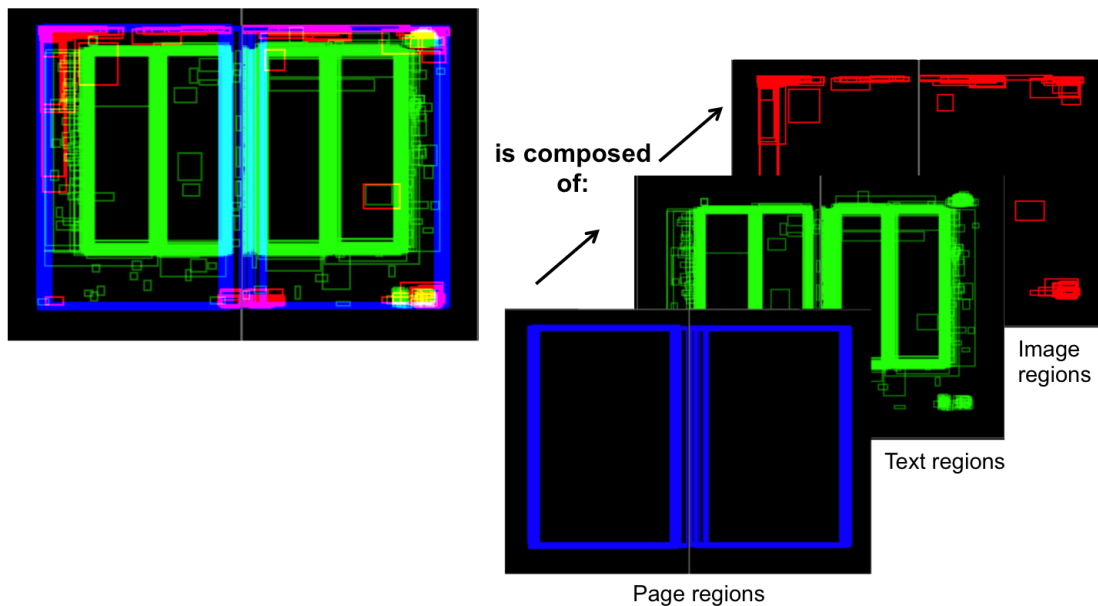 is composed
of:
Image
regions
Text regions
Page regions